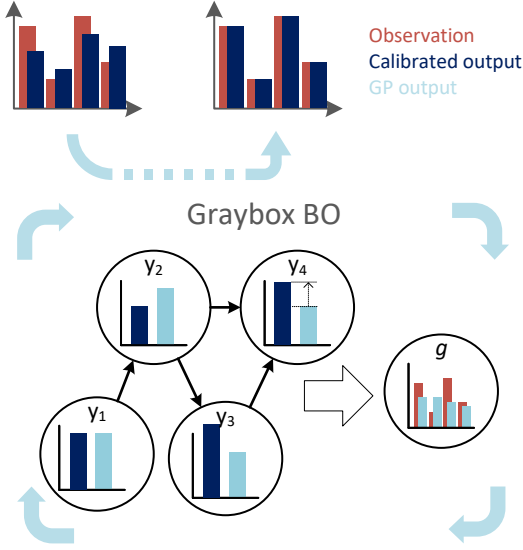 Observation
Calibrated output
GP output
Graybox BO
y2
y4
g
y1
y3